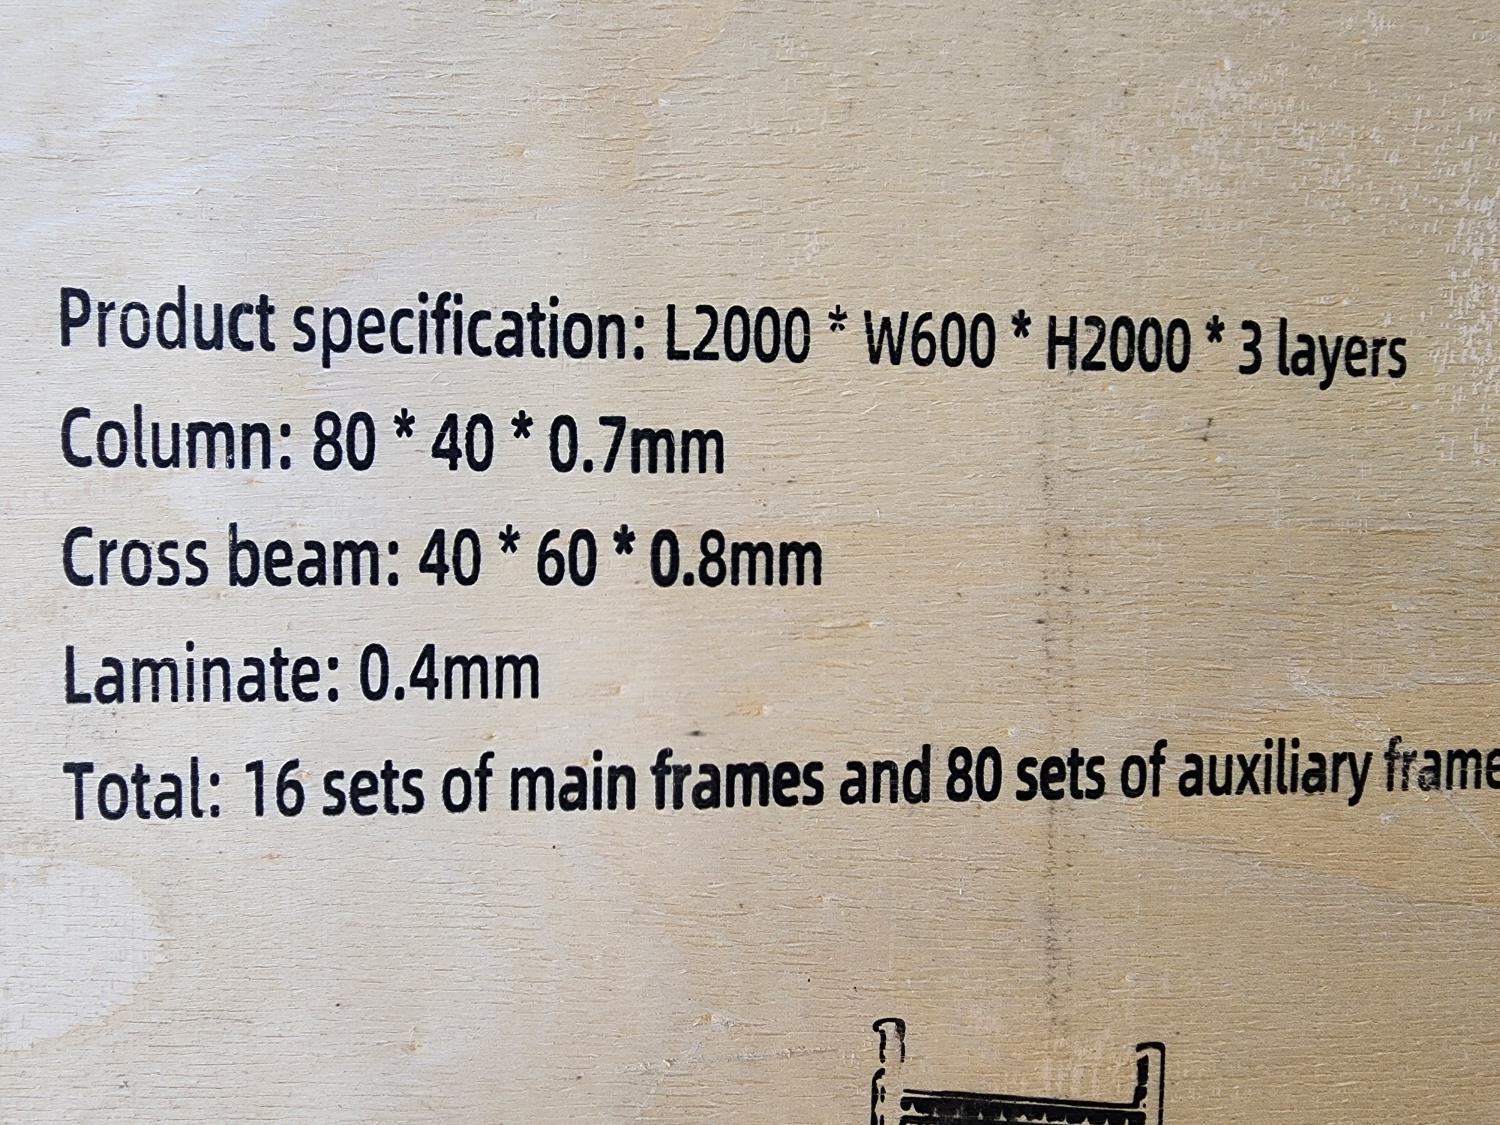 Product specification: L2000 * W600 * H2000 * 3 layers
Column: 80 * 40 * 0.7mm
Cross beam: 40 * 60 * 0.8mm
Laminate: 0.4mm
Total: 16 sets of main frames and 80 sets of auxiliary frame